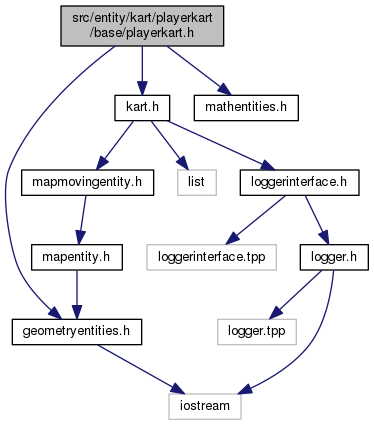 src/entity/kart/playerkart
/base/playerkart.h
kart.h
mathentities.h
mapmovingentity.h
list
loggerinterface.h
mapentity.h
loggerinterface.tpp
logger.h
geometryentities.h
logger.tpp
iostream